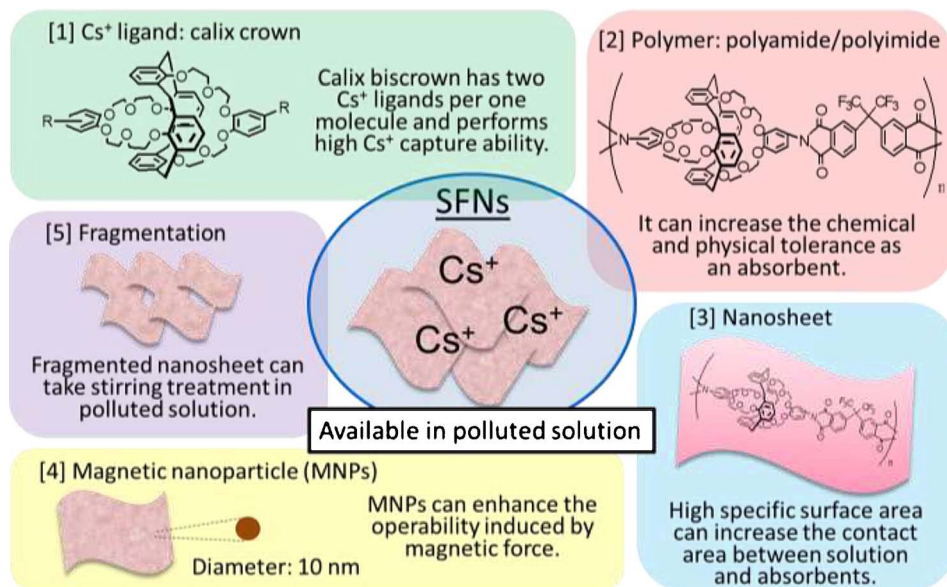 [1] Cs⁺ ligand: calix crown
Calix biscrown has two
Cs⁺ ligands per one
molecule and performs
high Cs⁺ capture ability.
R
R
[2] Polymer: polyamide/polyimide
F₃C
CF₃
N
N
O
O
O
O
n
It can increase the chemical
and physical tolerance as
an absorbent.
SFNs
Cs⁺
Cs⁺
Cs⁺
Available in polluted solution
[5] Fragmentation
Fragmented nanosheet can
take stirring treatment in
polluted solution.
[3] Nanosheet
High specific surface area
can increase the contact
area between solution
and absorbents.
[4] Magnetic nanoparticle (MNPs)
MNPs can enhance the
operability induced by
magnetic force.
Diameter: 10 nm